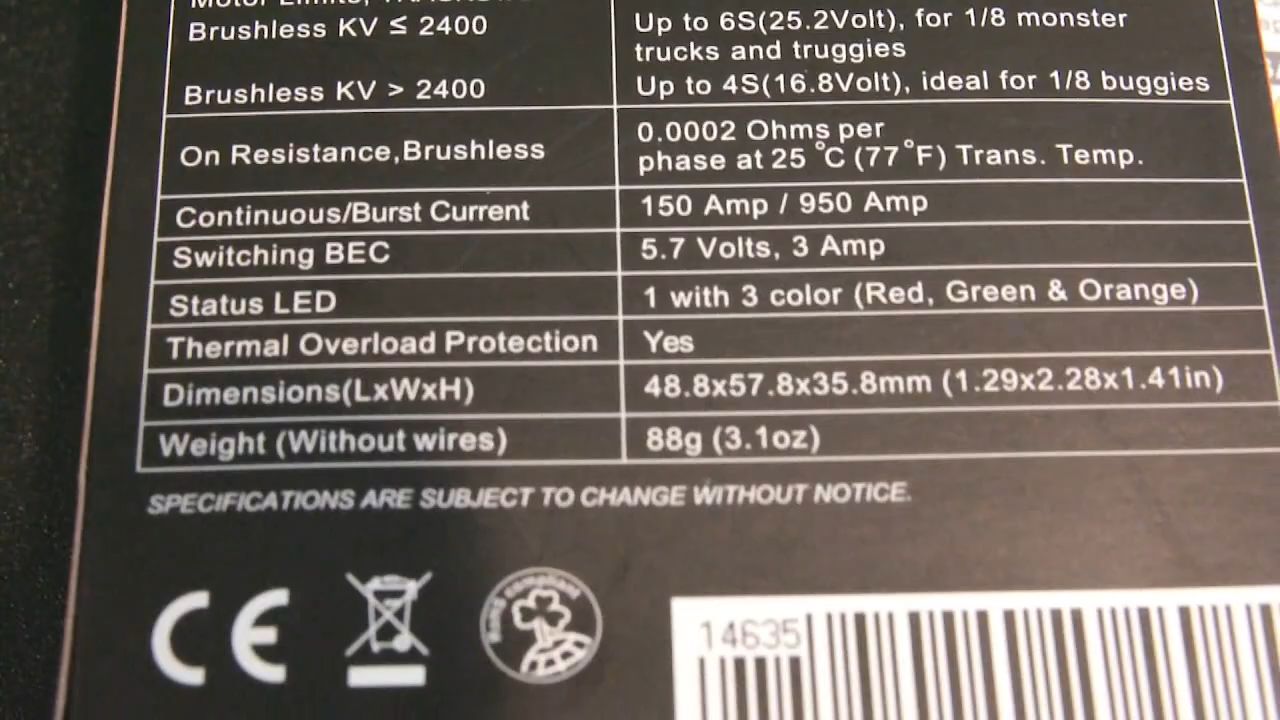 Motor Limits,
Brushless KV ≤ 2400
Up to 6S(25.2Volt), for 1/8 monster
trucks and truggies
Brushless KV > 2400
Up to 4S(16.8Volt), ideal for 1/8 buggies
On Resistance,Brushless
0.0002 Ohms per
phase at 25 °C (77°F) Trans. Temp.
Continuous/Burst Current
150 Amp / 950 Amp
Switching BEC
5.7 Volts, 3 Amp
Status LED
1 with 3 color (Red, Green & Orange)
Thermal Overload Protection
Yes
Dimensions(LxWxH)
48.8x57.8x35.8mm (1.29x2.28x1.41in)
Weight (Without wires)
88g (3.1oz)
SPECIFICATIONS ARE SUBJECT TO CHANGE WITHOUT NOTICE.
CE
RoHS compliant
14635